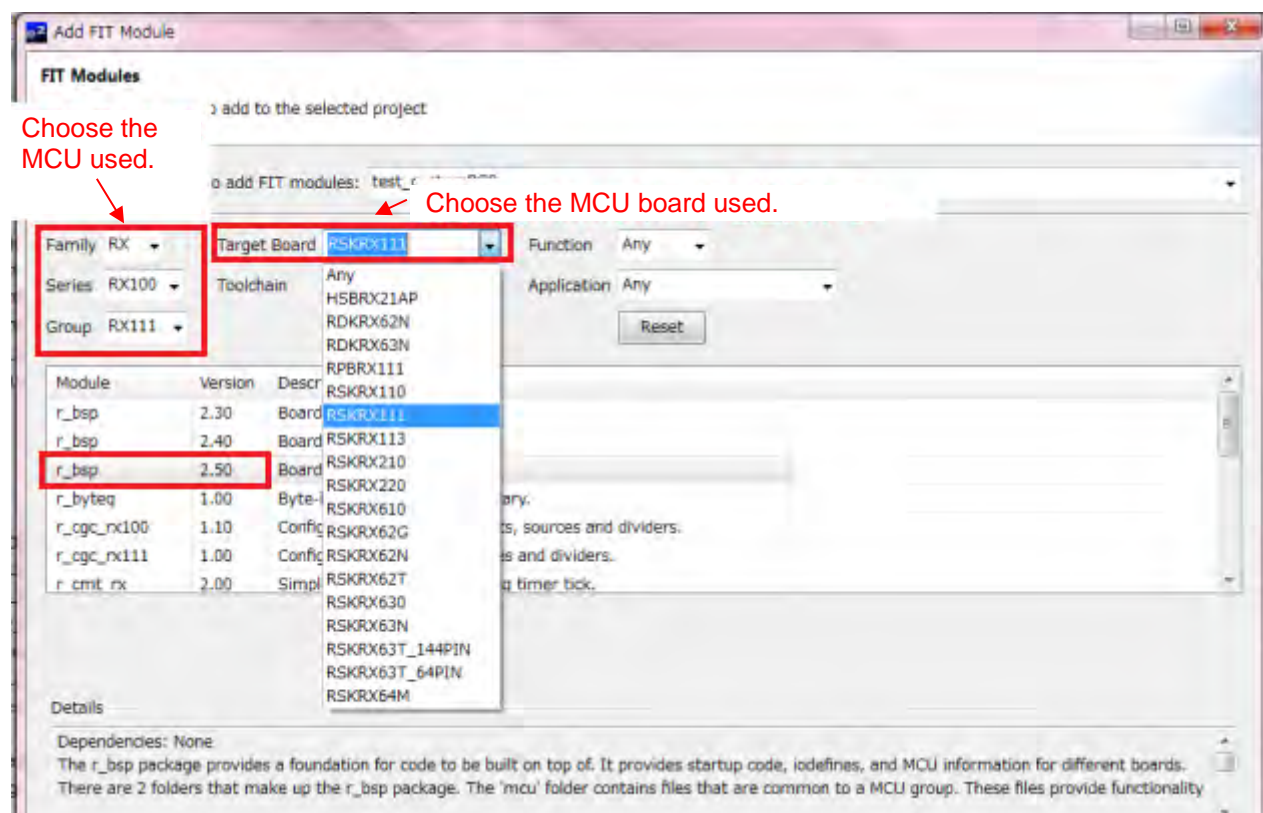 Add FIT Module
FIT Modules
o add to the selected project
Choose the
MCU used.
o add FIT modules: test_
Choose the MCU board used.
Family RX Target Board RSKRX111 Function Any
Series RX100 Toolchain Application Any
Group RX111 Reset
Any
HSBRX21AP
RDKRX62N
RDKRX63N
RPBRX111
RSKRX110
RSKRX111
RSKRX113
RSKRX210
RSKRX220
RSKRX610
RSKRX62G
RSKRX62N
RSKRX62T
RSKRX630
RSKRX63N
RSKRX63T_144PIN
RSKRX63T_64PIN
RSKRX64M
Module Version Descr
r_bsp 2.30 Board
r_bsp 2.40 Board
r_bsp 2.50 Board
r_byteq 1.00 Byte- ary.
r_cgc_rx100 1.10 Config ts, sources and dividers.
r_cgc_rx111 1.00 Config es and dividers.
r_cmt_rx 2.00 Simpl g timer tick.
Details
Dependencies: None
The r_bsp package provides a foundation for code to be built on top of. It provides startup code, iodefines, and MCU information for different boards.
There are 2 folders that make up the r_bsp package. The 'mcu' folder contains files that are common to a MCU group. These files provide functionality